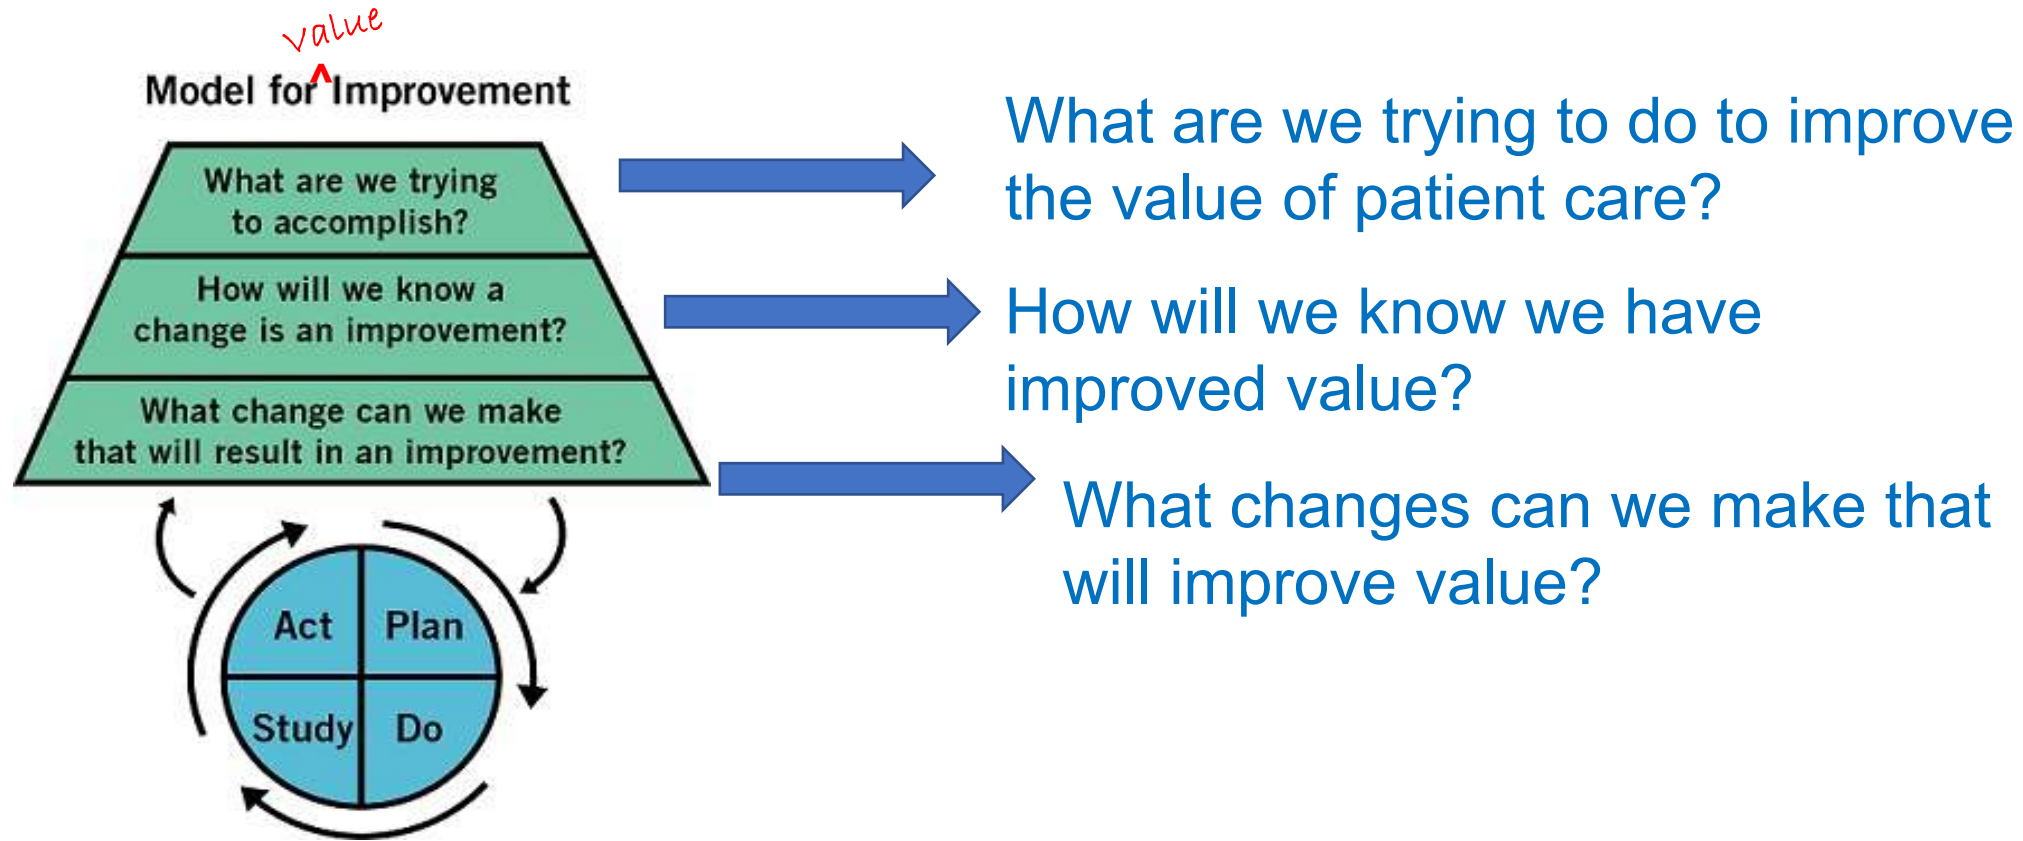 value
^
Model for Improvement
What are we trying
to accomplish?
How will we know a
change is an improvement?
What change can we make
that will result in an improvement?
Act
Plan
Study
Do
What are we trying to do to improve
the value of patient care?
How will we know we have
improved value?
What changes can we make that
will improve value?